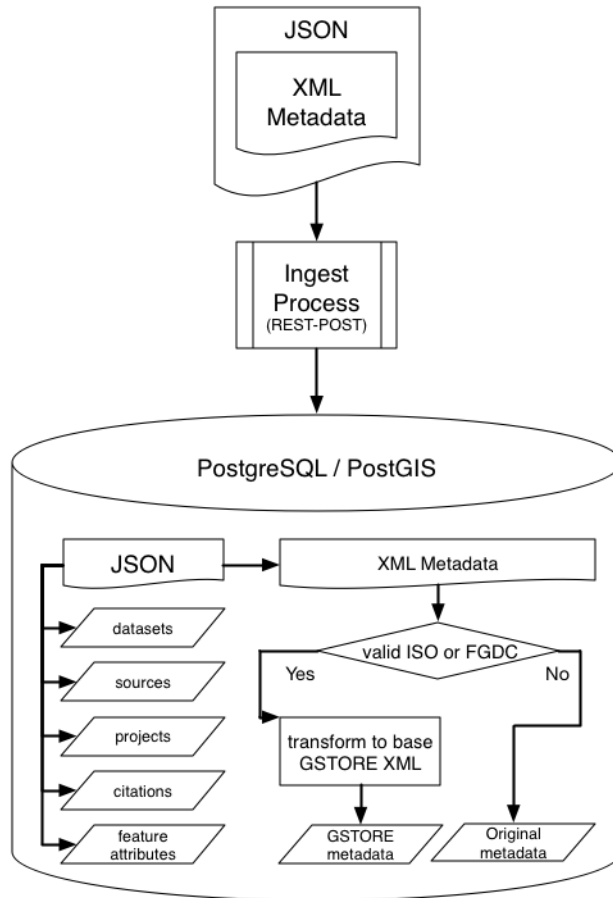 JSON
XML
Metadata
Ingest
Process
(REST-POST)
PostgreSQL / PostGIS
JSON
XML Metadata
datasets
sources
projects
citations
feature
attributes
valid ISO or FGDC
Yes
No
transform to base
GSTORE XML
GSTORE
metadata
Original
metadata